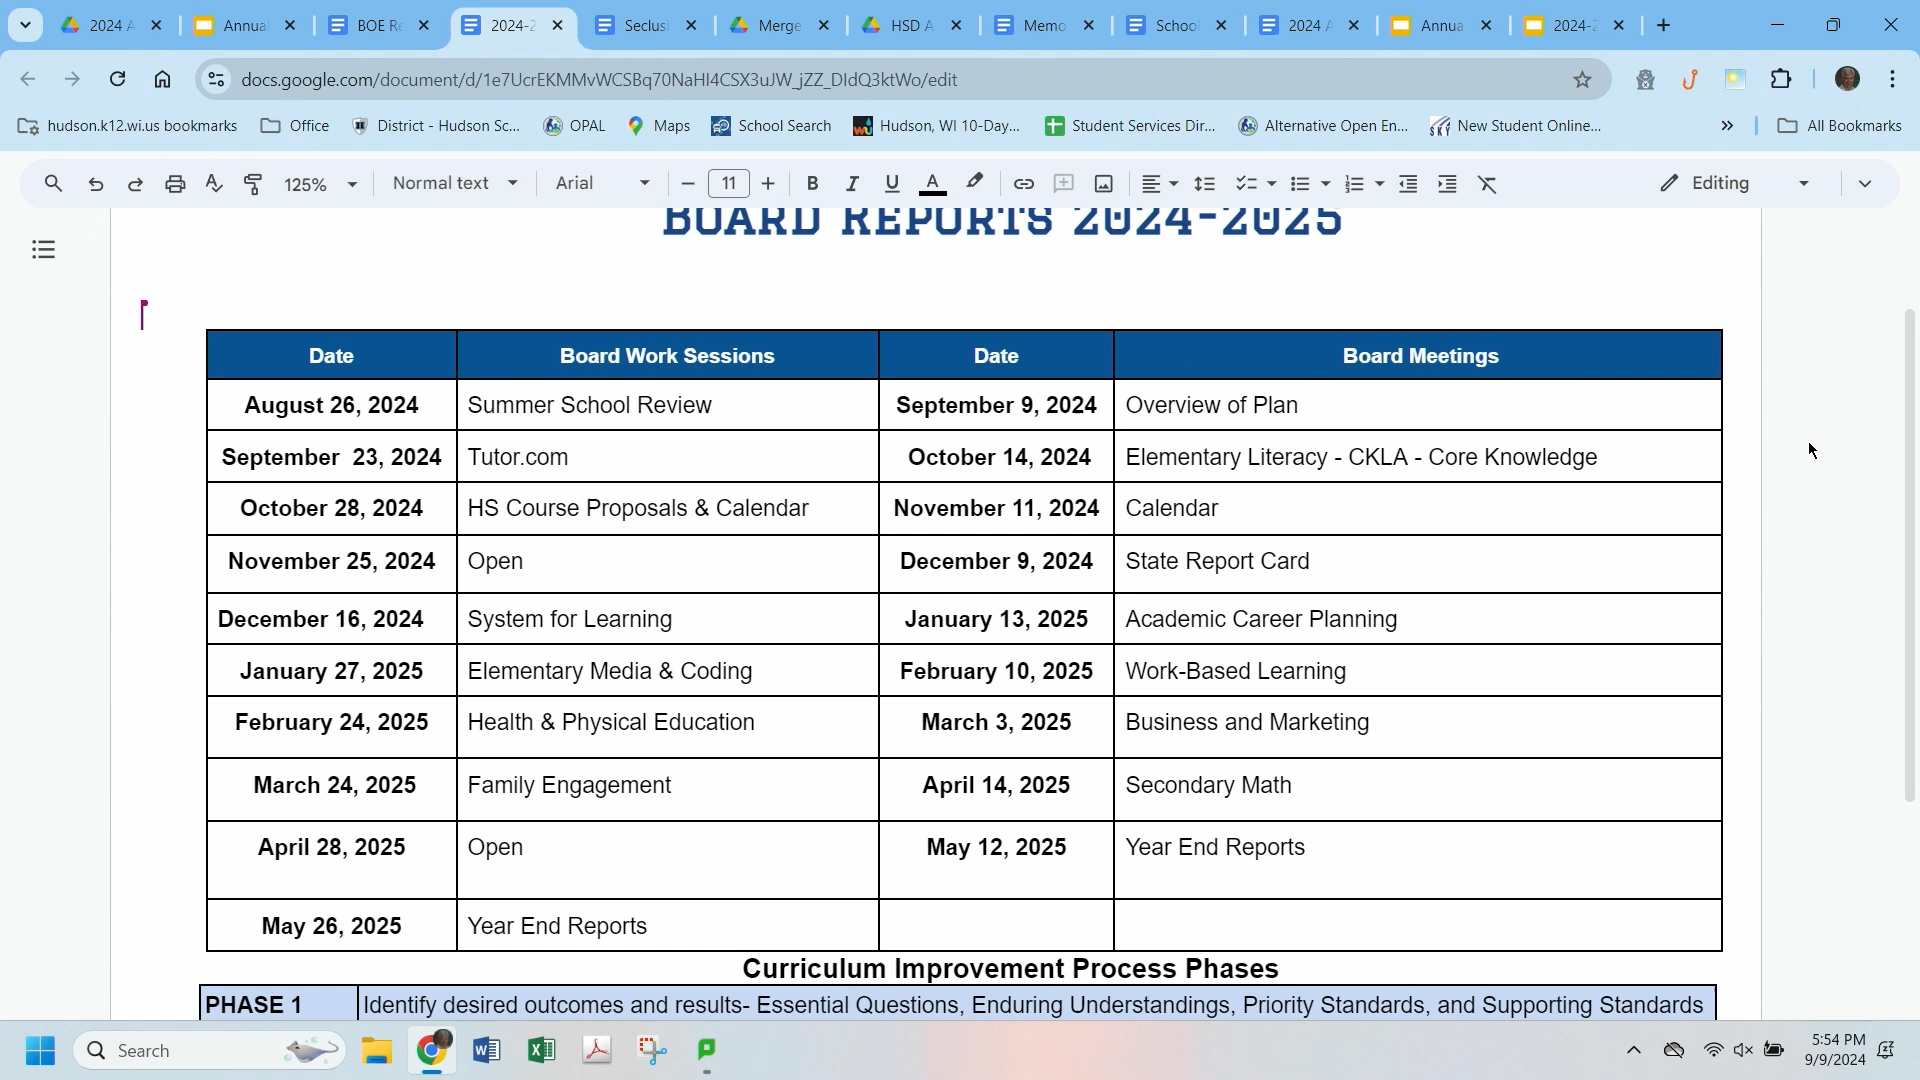 2024 A
Annual
BOE Re
2024-2
Seclusi
Merge
HSD A
Memo
School
2024 A
Annua
2024-2
docs.google.com/document/d/1e7UcrEKMMvWCSBq70NaHI4CSX3uJW_jZZ_DIdQ3ktWo/edit
hudson.k12.wi.us bookmarks
Office
District - Hudson Sc...
OPAL
Maps
School Search
Hudson, WI 10-Day...
Student Services Dir...
Alternative Open En...
New Student Online...
All Bookmarks
125%
Normal text
Arial
11
Editing
BOARD REPORTS 2024-2025
Date Board Work Sessions Date Board Meetings
August 26, 2024 Summer School Review September 9, 2024 Overview of Plan
September 23, 2024 Tutor.com October 14, 2024 Elementary Literacy - CKLA - Core Knowledge
October 28, 2024 HS Course Proposals & Calendar November 11, 2024 Calendar
November 25, 2024 Open December 9, 2024 State Report Card
December 16, 2024 System for Learning January 13, 2025 Academic Career Planning
January 27, 2025 Elementary Media & Coding February 10, 2025 Work-Based Learning
February 24, 2025 Health & Physical Education March 3, 2025 Business and Marketing
March 24, 2025 Family Engagement April 14, 2025 Secondary Math
April 28, 2025 Open May 12, 2025 Year End Reports
May 26, 2025 Year End Reports
Curriculum Improvement Process Phases
PHASE 1 Identify desired outcomes and results- Essential Questions, Enduring Understandings, Priority Standards, and Supporting Standards
Search
5:54 PM
9/9/2024